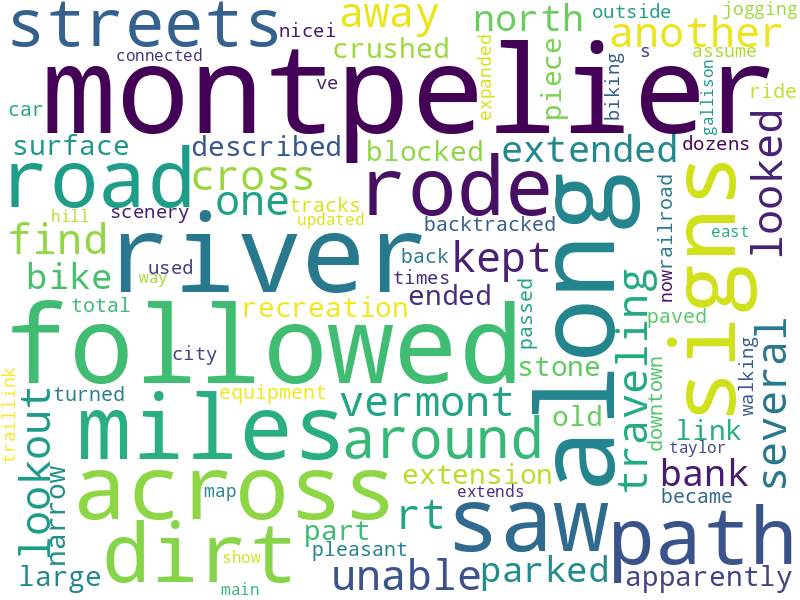 streets away north outside jogging
connected nicei crushed another
montpelier ve expanded piece biking s assume
car gallison ride
surface described blocked extended dozens looked
road cross one rode along signs
hill scenery tracks updated railroad
find river backtracked east
bike used way back kept times now
total recreation ended passed traveling paved several
followed city stone downtown walking
traillink lookout turned equipment vermont old link
miles around taylor
narrow across map extension extends bank became
large dirt show part pleasant rt saw path
main unable parked apparently